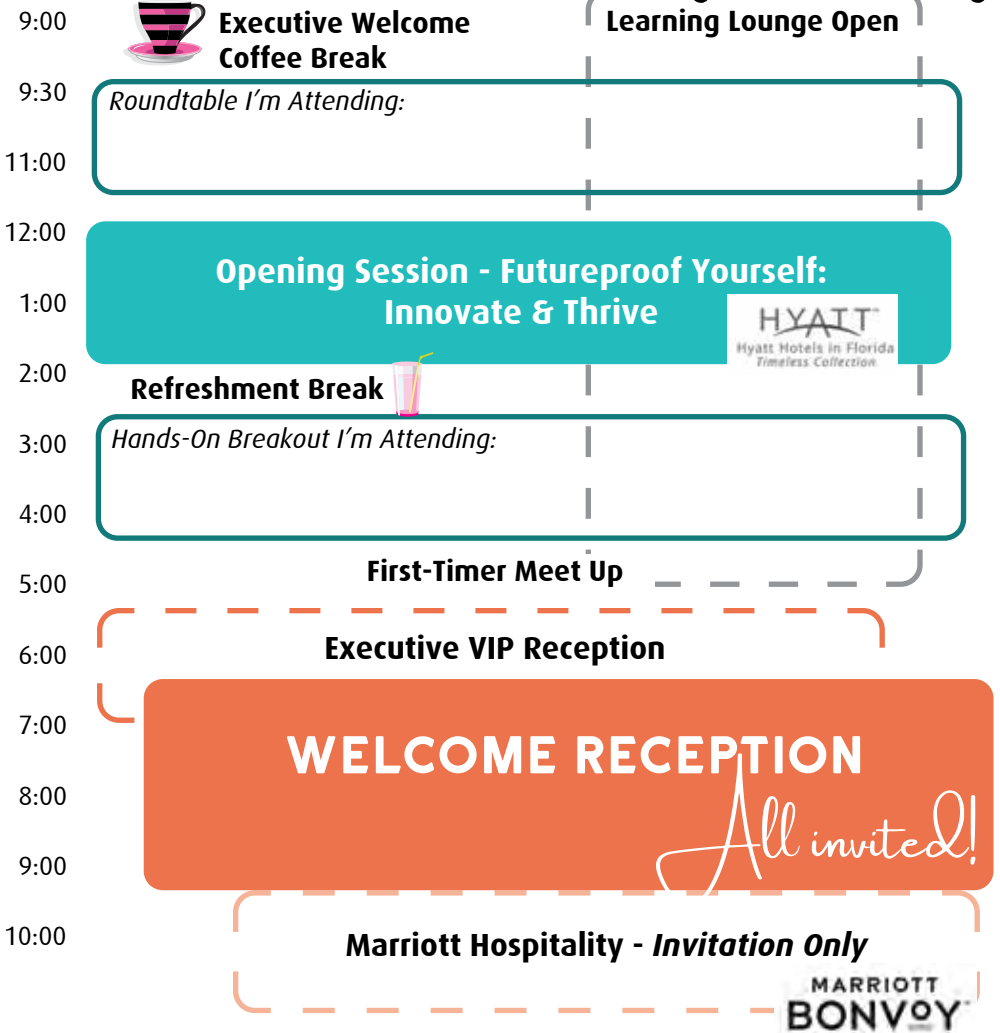 9:00
Executive Welcome
Coffee Break
Learning Lounge Open
9:30
Roundtable I'm Attending:
11:00
12:00
Opening Session - Futureproof Yourself:
Innovate & Thrive
1:00
HYATT™
Hyatt Hotels in Florida
Timeless Collection
2:00
Refreshment Break
3:00
Hands-On Breakout I'm Attending:
4:00
First-Timer Meet Up
5:00
Executive VIP Reception
6:00
7:00
WELCOME RECEPTION
8:00
All invited!
9:00
10:00
Marriott Hospitality - Invitation Only
MARRIOTT
BONVOY